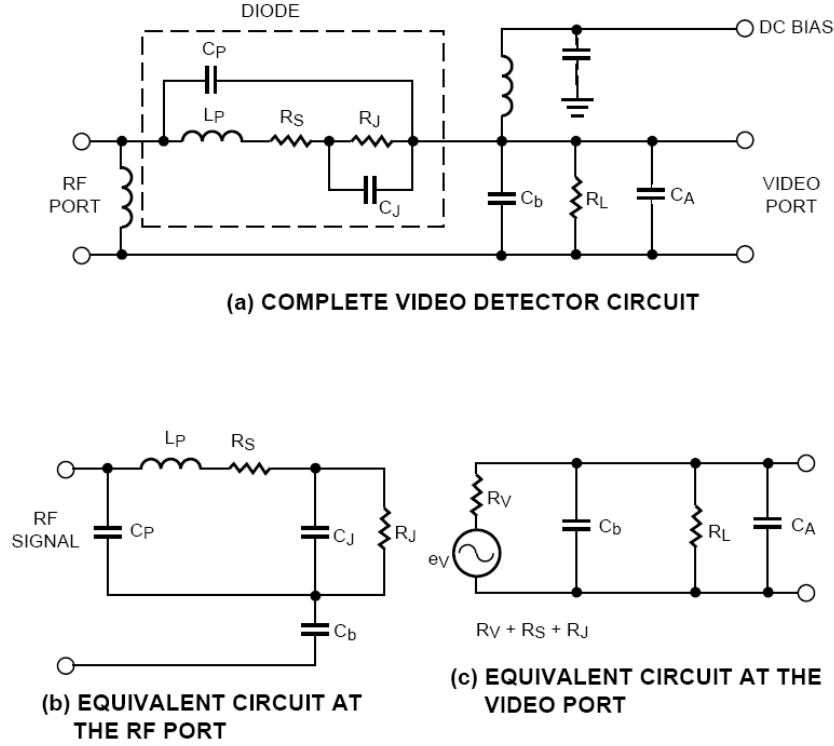 DIODE
DC BIAS
CP
LP
RS
RJ
CJ
RF
PORT
Cb
RL
CA
VIDEO
PORT
(a) COMPLETE VIDEO DETECTOR CIRCUIT
LP
RS
RF
SIGNAL
CP
CJ
RJ
Cb
(b) EQUIVALENT CIRCUIT AT
THE RF PORT
RV
eV
Cb
RL
CA
RV + RS + RJ
(c) EQUIVALENT CIRCUIT AT THE
VIDEO PORT